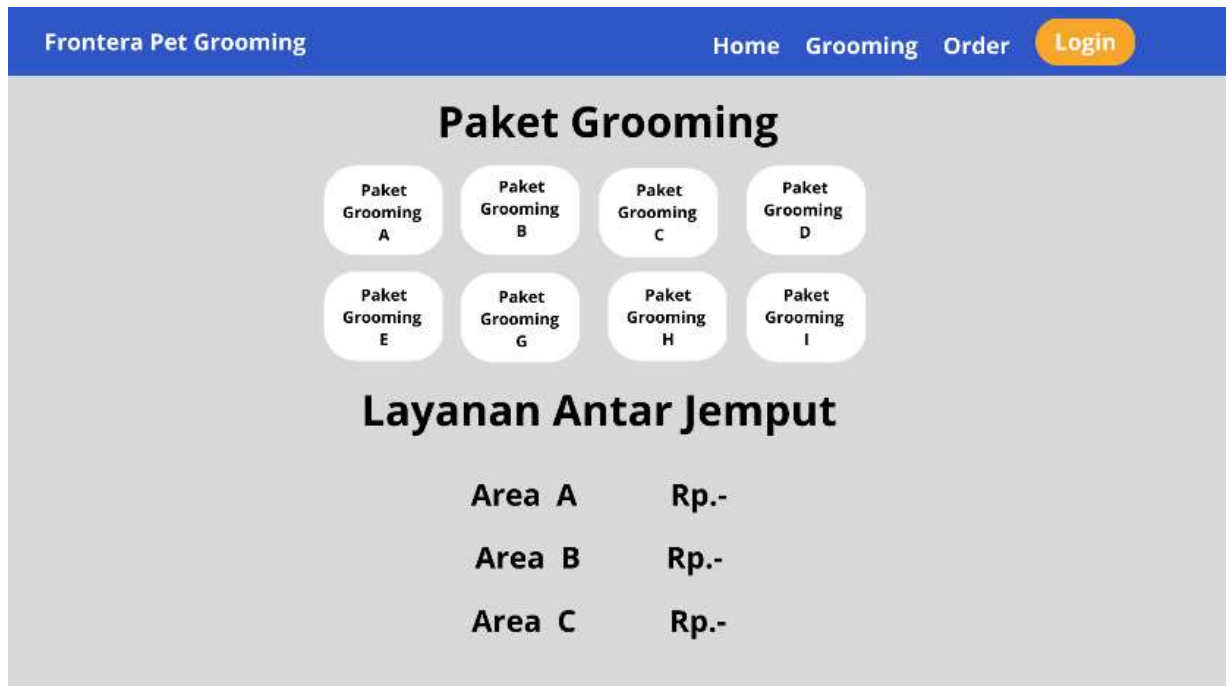 Frontera Pet Grooming
Home Grooming Order Login
Paket Grooming
Paket
Grooming
A
Paket
Grooming
B
Paket
Grooming
C
Paket
Grooming
D
Paket
Grooming
E
Paket
Grooming
G
Paket
Grooming
H
Paket
Grooming
I
Layanan Antar Jemput
Area A Rp.-
Area B Rp.-
Area C Rp.-